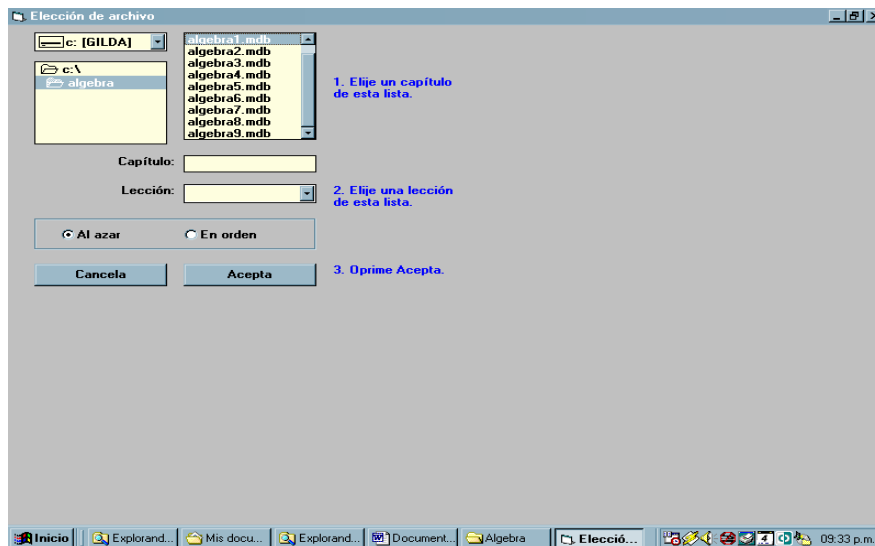 Elección de archivo
c: [GILDA]
c:\
algebra
algebra1.mdb
algebra2.mdb
algebra3.mdb
algebra4.mdb
algebra5.mdb
algebra6.mdb
algebra7.mdb
algebra8.mdb
algebra9.mdb
1. Elije un capítulo
de esta lista.
Capítulo:
Lección:
2. Elije una lección
de esta lista.
Al azar
En orden
Cancela
Acepta
3. Oprime Acepta.
Inicio
Explorand...
Mis docu...
Explorand...
Document...
Algebra
Elecció...
09:33 p.m.